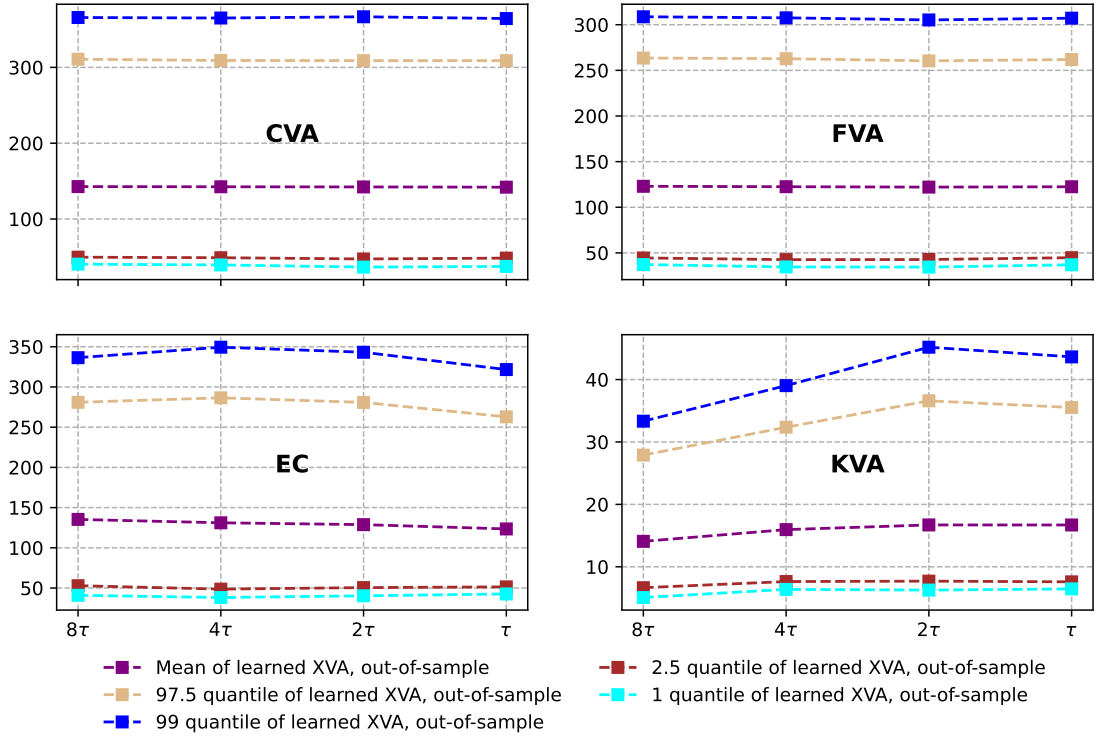 300
200
100
CVA
300
250
200
150
100
50
FVA
350
300
250
200
150
100
50
EC
8τ 4τ 2τ τ
40
30
20
10
KVA
8τ 4τ 2τ τ
Mean of learned XVA, out-of-sample
97.5 quantile of learned XVA, out-of-sample
99 quantile of learned XVA, out-of-sample
2.5 quantile of learned XVA, out-of-sample
1 quantile of learned XVA, out-of-sample